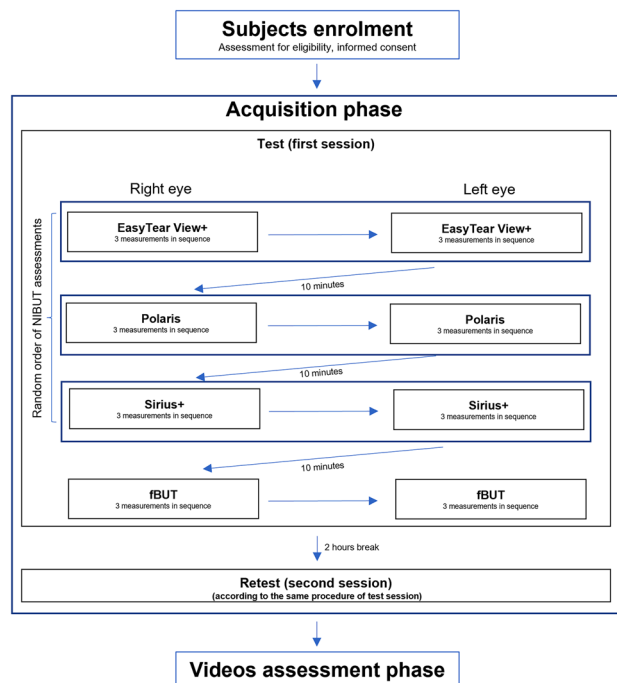 Subjects enrolment
Assessment for eligibility, informed consent
Acquisition phase
Test (first session)
Right eye
Left eye
Random order of NIBUT assessments
EasyTear View+
3 measurements in sequence
EasyTear View+
3 measurements in sequence
10 minutes
Polaris
3 measurements in sequence
Polaris
3 measurements in sequence
10 minutes
Sirius+
3 measurements in sequence
Sirius+
3 measurements in sequence
10 minutes
fBUT
3 measurements in sequence
fBUT
3 measurements in sequence
2 hours break
Retest (second session)
(according to the same procedure of test session)
Videos assessment phase